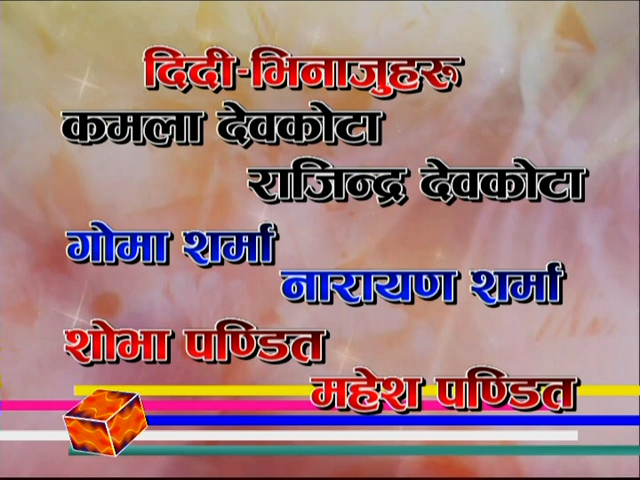 दिदी-भिनाजुहरू
कमला देवकोटा
राजिन्द्र देवकोटा
गोमा शर्मा
नारायण शर्मा
शोभा पण्डित
महेश पण्डित